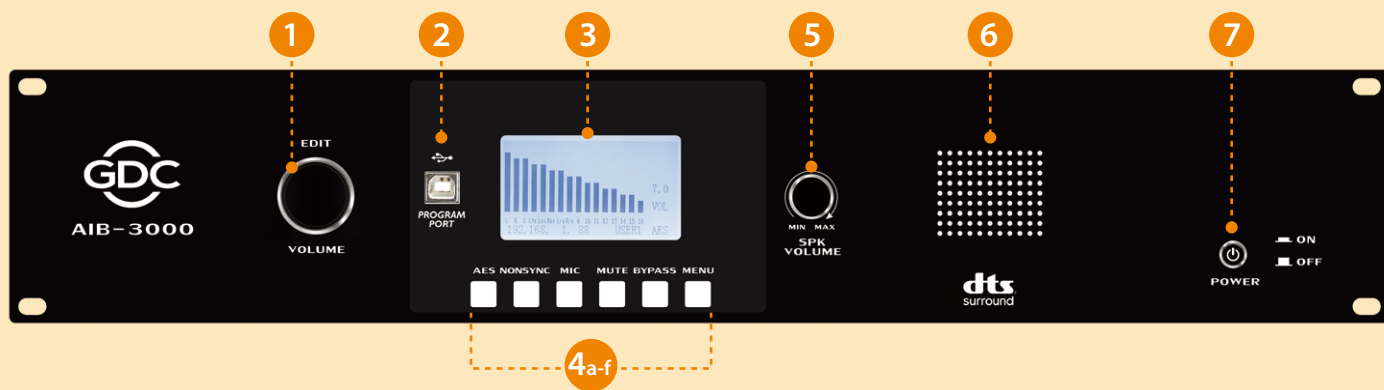 1 2 3 5 6 7
GDC
AIB-3000
EDIT
VOLUME
PROGRAM
PORT
7.0
VOL
192.168. 1. 88 USER1 AES
AES NONSYNC MIC MUTE BYPASS MENU
4a-f
MIN MAX
SPK
VOLUME
dts
surround
POWER
ON
OFF